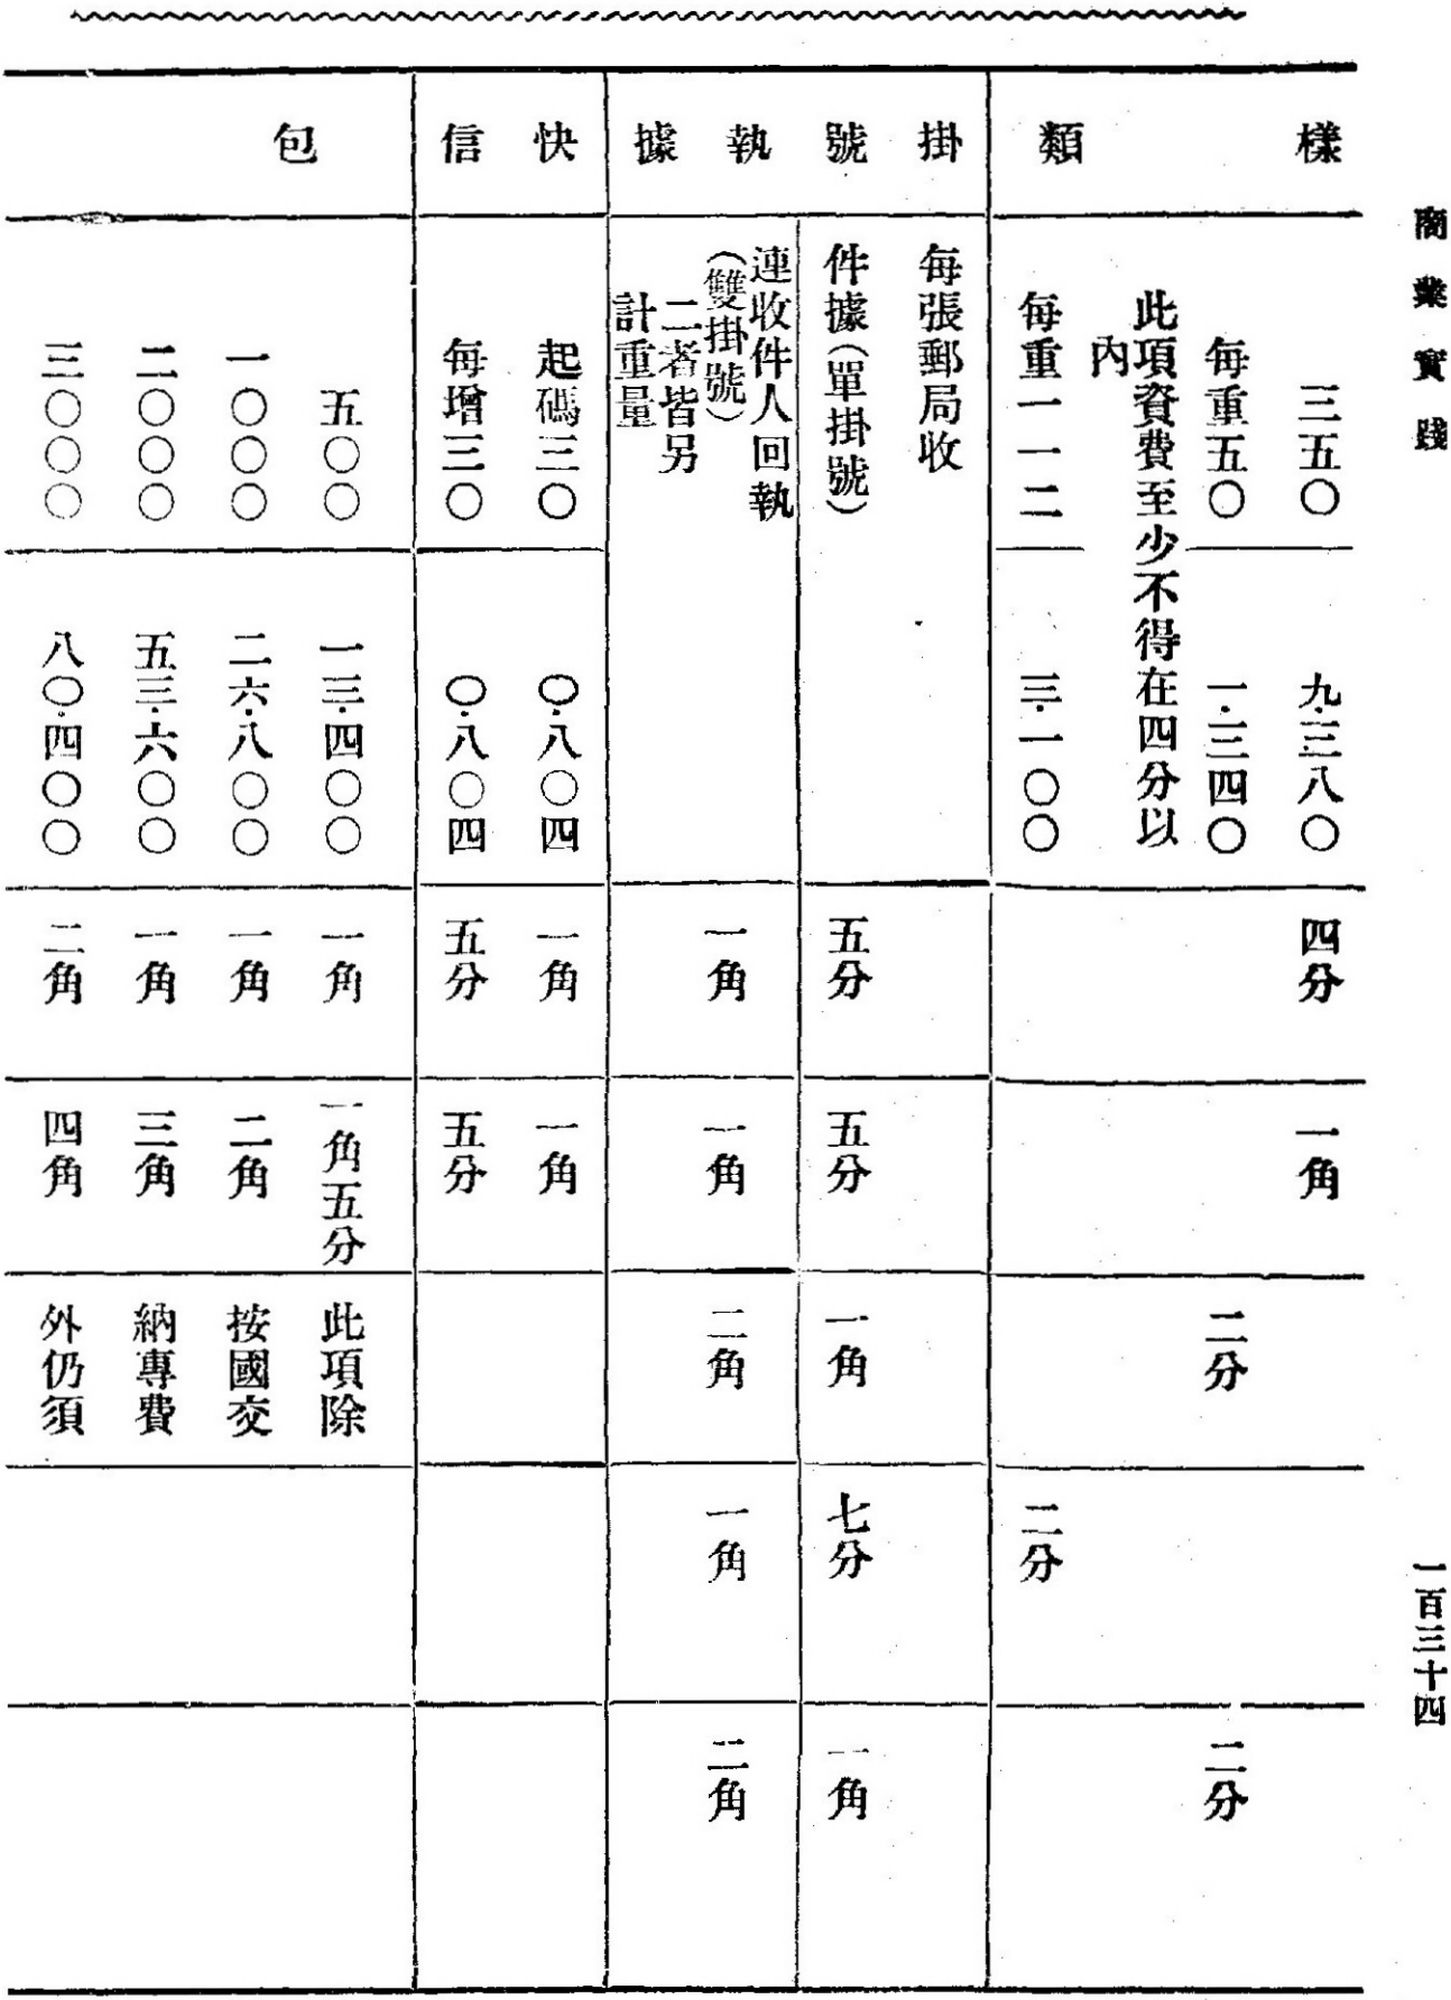 商業實踐
一百三十四
樣類
三五〇 九·三八〇 四分 一角
每重五〇 一·三四〇 二分 二分
此項資費至少不得在四分以
內
每重一一二 三·一〇〇 二分
掛號執據
每張郵局收
件據（單掛號） 五分 五分 一角 七分 一角
連收件人回執
（雙掛號） 一角 一角 二角 一角 二角
二者皆另
計重量
快信
起碼三〇 〇·八〇四 一角 一角
每增三〇 〇·八〇四 五分 五分
包
五〇〇 一三·四〇〇 一角 一角五分 此項除
一〇〇〇 二六·八〇〇 一角 二角 按國交
二〇〇〇 五三·六〇〇 一角 三角 納專費
三〇〇〇 八〇·四〇〇 二角 四角 外仍須